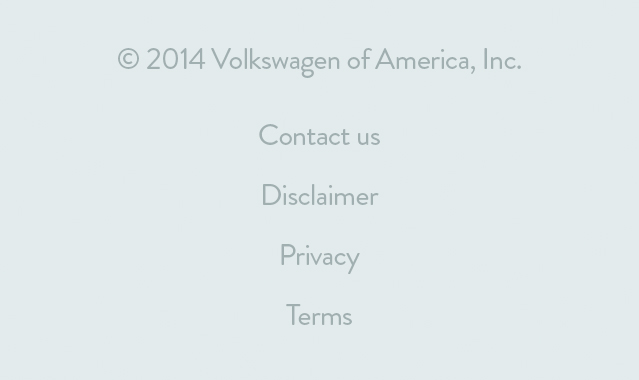 © 2014 Volkswagen of America, Inc.
Contact us
Disclaimer
Privacy
Terms